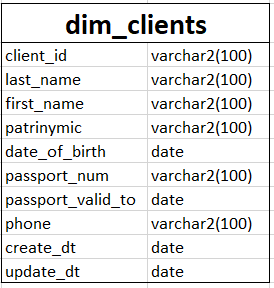 dim_clients
client_id varchar2(100)
last_name varchar2(100)
first_name varchar2(100)
patrinymic varchar2(100)
date_of_birth date
passport_num varchar2(100)
passport_valid_to date
phone varchar2(100)
create_dt date
update_dt date